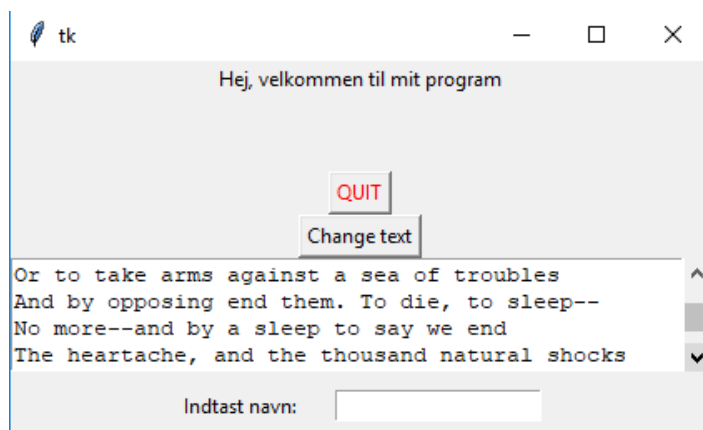 tk
Hej, velkommen til mit program
QUIT
Change text
Or to take arms against a sea of troubles
And by opposing end them. To die, to sleep--
No more--and by a sleep to say we end
The heartache, and the thousand natural shocks
Indtast navn: